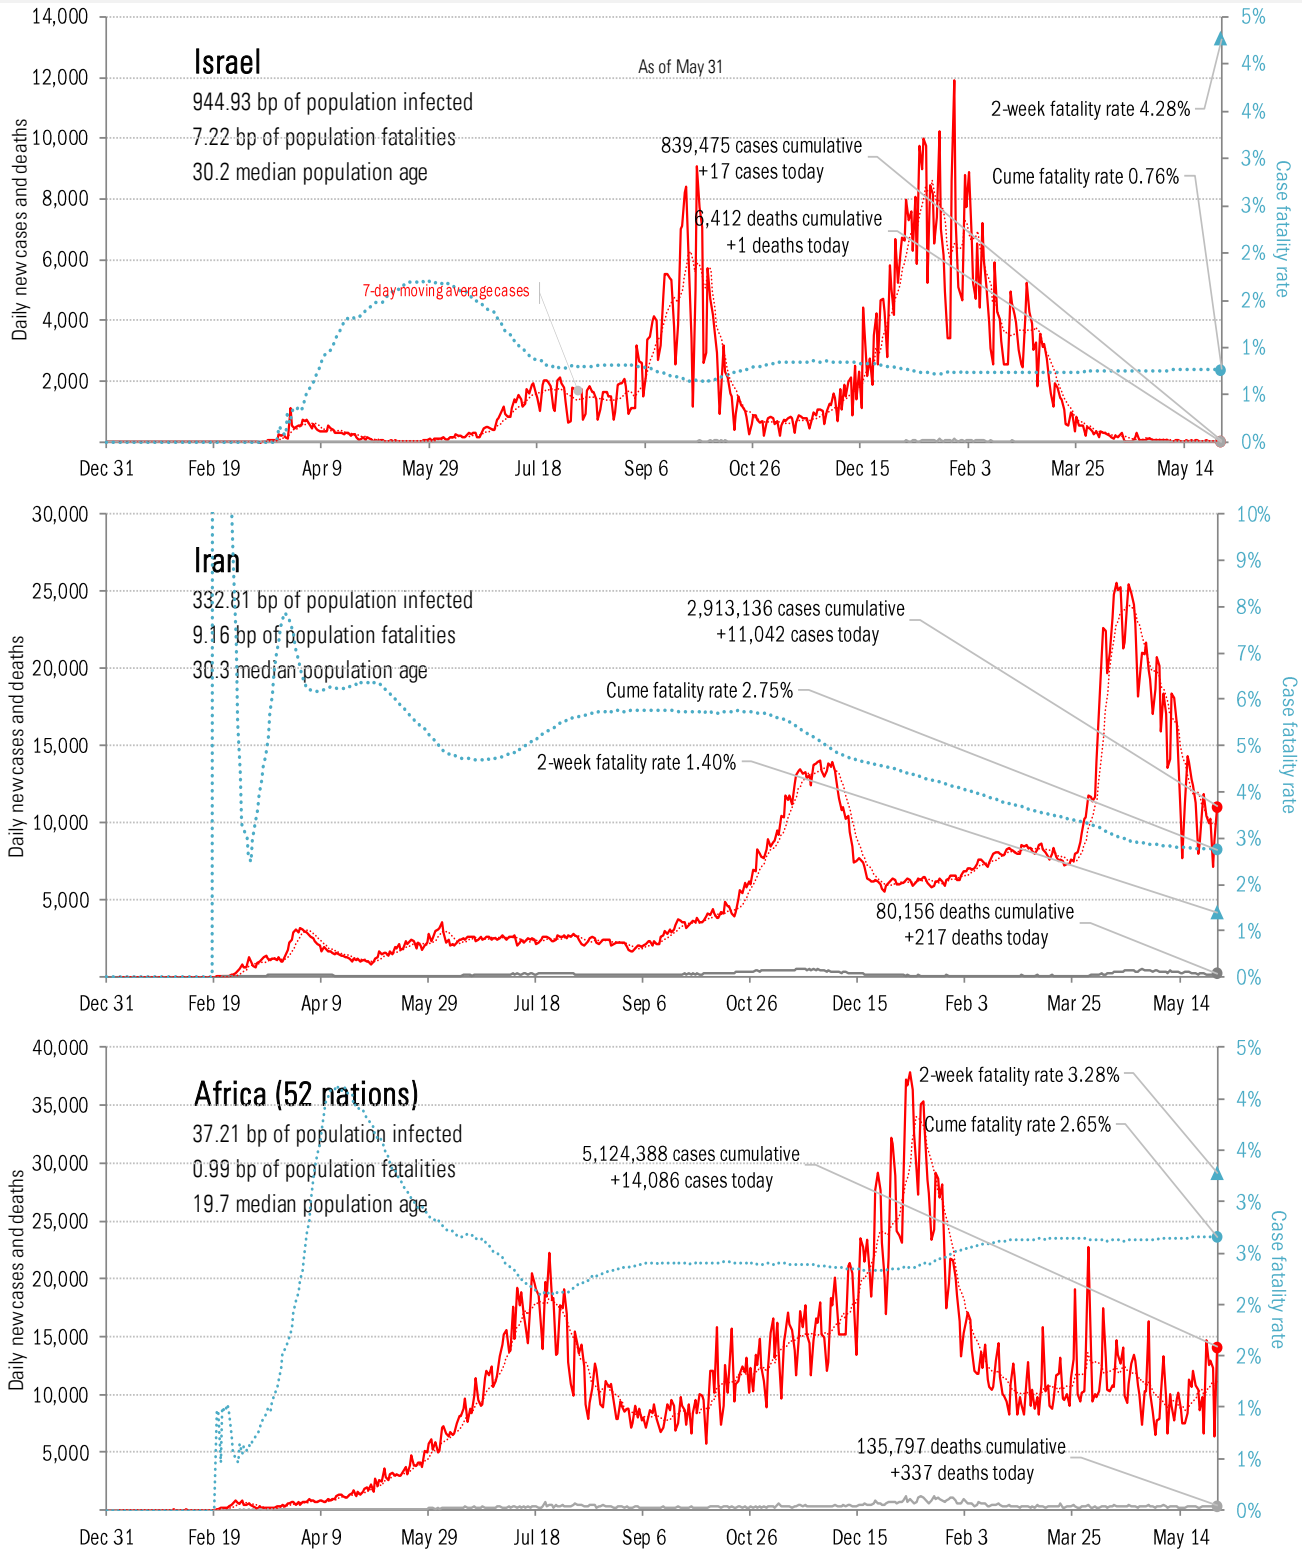 14,000
12,000
10,000
8,000
6,000
4,000
2,000
Daily new cases and deaths
Israel
944.93 bp of population infected
7.22 bp of population fatalities
30.2 median population age
As of May 31
839,475 cases cumulative
+17 cases today
6,412 deaths cumulative
+1 deaths today
7-day moving average cases
2-week fatality rate 4.28%
Cume fatality rate 0.76%
5%
4%
4%
3%
3%
2%
2%
1%
1%
0%
Case fatality rate
Dec 31 Feb 19 Apr 9 May 29 Jul 18 Sep 6 Oct 26 Dec 15 Feb 3 Mar 25 May 14
30,000
25,000
20,000
15,000
10,000
5,000
Daily new cases and deaths
Iran
332.81 bp of population infected
9.16 bp of population fatalities
30.3 median population age
2,913,136 cases cumulative
+11,042 cases today
Cume fatality rate 2.75%
2-week fatality rate 1.40%
80,156 deaths cumulative
+217 deaths today
10%
9%
8%
7%
6%
5%
4%
3%
2%
1%
0%
Case fatality rate
Dec 31 Feb 19 Apr 9 May 29 Jul 18 Sep 6 Oct 26 Dec 15 Feb 3 Mar 25 May 14
40,000
35,000
30,000
25,000
20,000
15,000
10,000
5,000
Daily new cases and deaths
Africa (52 nations)
37.21 bp of population infected
0.99 bp of population fatalities
19.7 median population age
5,124,388 cases cumulative
+14,086 cases today
2-week fatality rate 3.28%
Cume fatality rate 2.65%
135,797 deaths cumulative
+337 deaths today
5%
4%
4%
3%
3%
2%
2%
1%
1%
0%
Case fatality rate
Dec 31 Feb 19 Apr 9 May 29 Jul 18 Sep 6 Oct 26 Dec 15 Feb 3 Mar 25 May 14